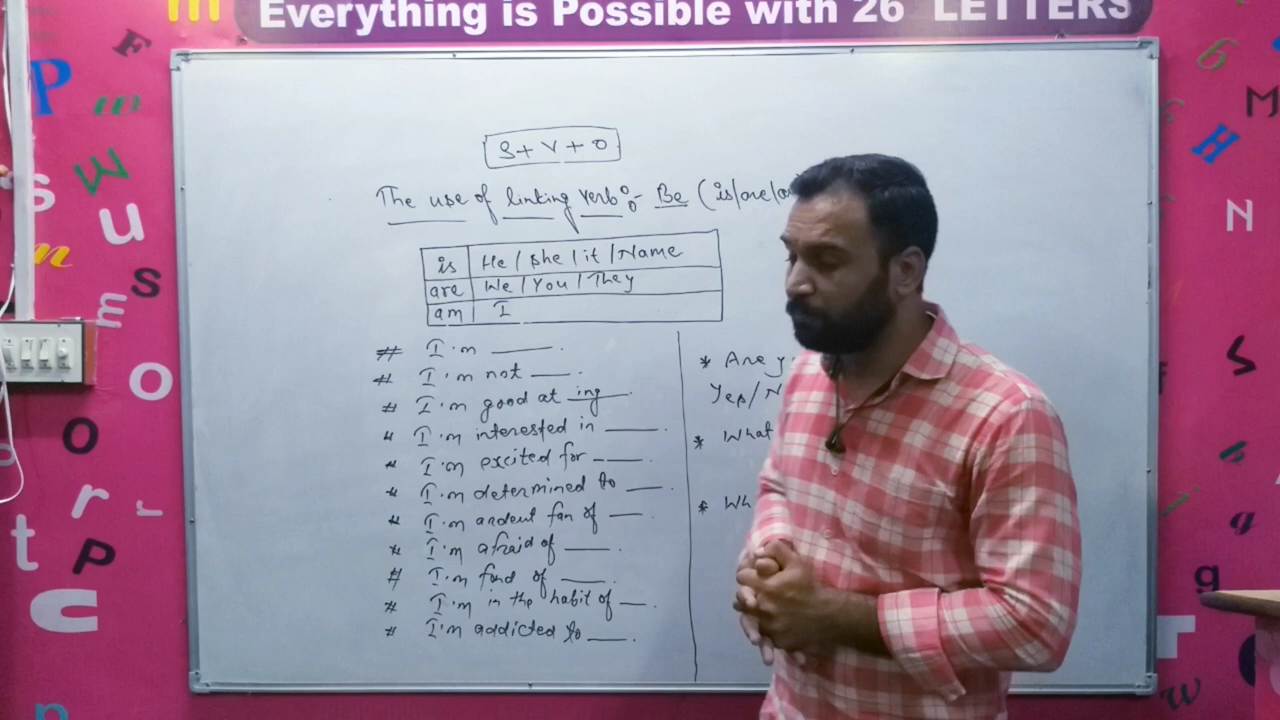 Everything is Possible with 26 LETTERS
S + V + O
The use of linking verb :- Be (is/are/
is | He / She / it / Name
are | We / You / They
am | I
# I'm ____.
# I'm not ____.
# I'm good at ing____.
# I'm interested in ____.
# I'm excited for ____.
# I'm determined to ____.
# I'm ardent fan of ____.
# I'm afraid of ____.
# I'm fond of ____.
# I'm in the habit of ____.
# I'm addicted to ____.
* Are y
Yes/N
* What
* Wh